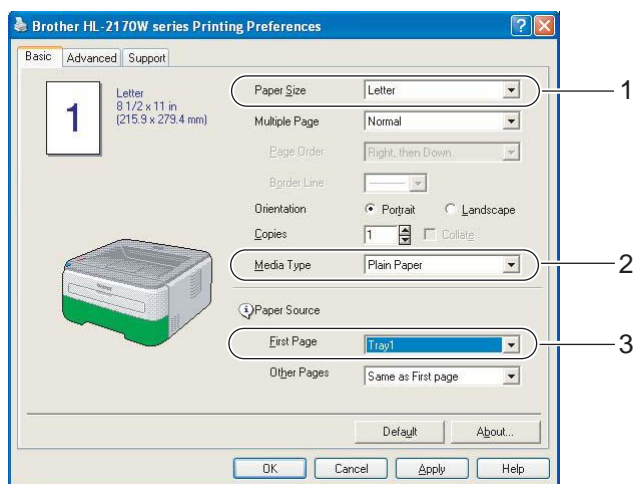 Brother HL-2170W series Printing Preferences
Basic Advanced Support
1
Letter
8 1/2 x 11 in
(215.9 x 279.4 mm)
Paper Size Letter 1
Multiple Page Normal
Page Order Right, then Down
Border Line
Orientation Portrait Landscape
Copies 1 Collate
Media Type Plain Paper 2
Paper Source
First Page Tray1 3
Other Pages Same as First page
Default About...
OK Cancel Apply Help